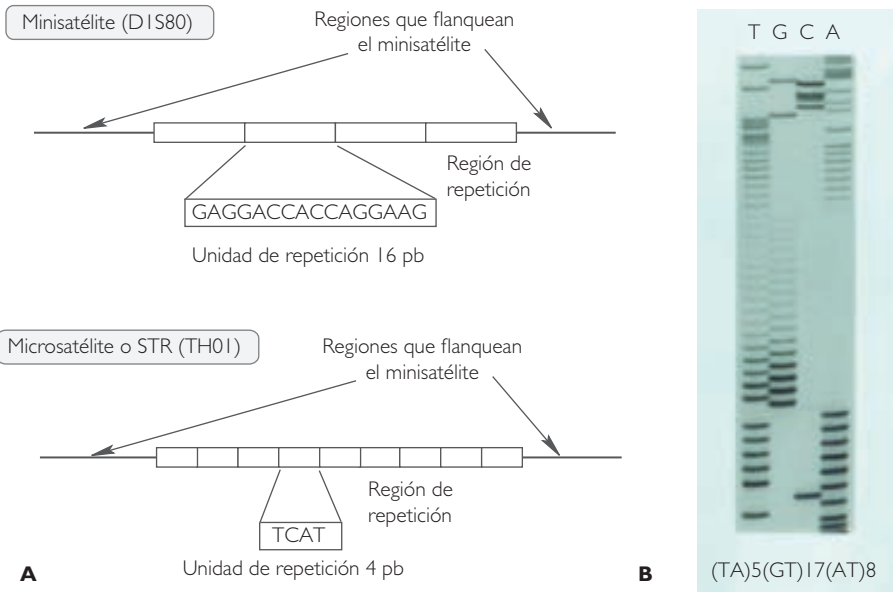 Minisatélite (D1S80)
Regiones que flanquean
el minisatélite
Región de
repetición
GAGGACCACCAGGAAG
Unidad de repetición 16 pb
Microsatélite o STR (TH01)
Regiones que flanquean
el minisatélite
Región de
repetición
TCAT
Unidad de repetición 4 pb
A
T G C A
B
(TA)5(GT)17(AT)8